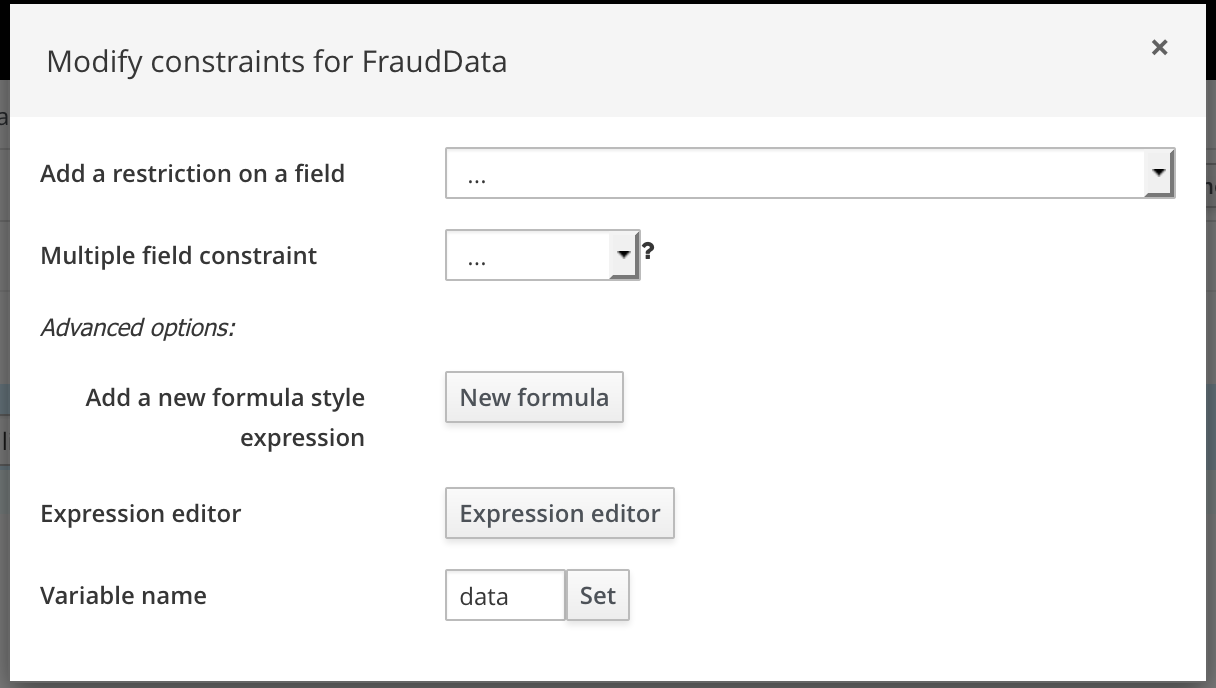 Modify constraints for FraudData
×
Add a restriction on a field
...
Multiple field constraint
...
?
Advanced options:
Add a new formula style
expression
New formula
Expression editor
Expression editor
Variable name
data
Set